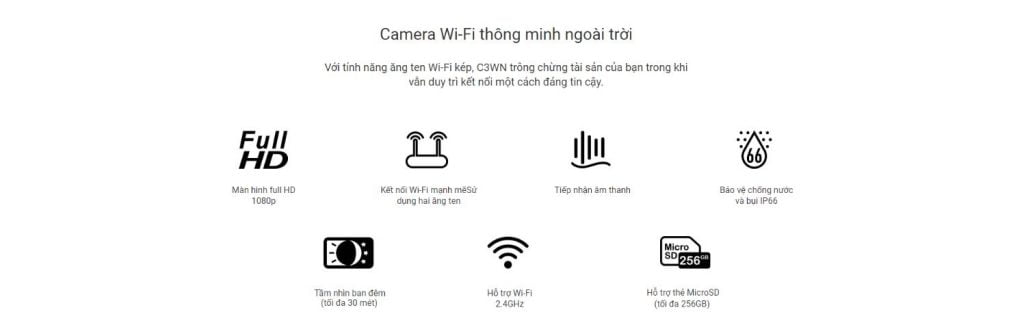 Camera Wi-Fi thông minh ngoài trời
Với tính năng ăng ten Wi-Fi kép, C3WN trông chừng tài sản của bạn trong khi
vẫn duy trì kết nối một cách đáng tin cậy.
Full
HD
66
Màn hình full HD
1080p
Kết nối Wi-Fi mạnh mẽSử
dụng hai ăng ten
Tiếp nhận âm thanh
Bảo vệ chống nước
và bụi IP66
Micro
SD
256GB
Tầm nhìn ban đêm
(tối đa 30 mét)
Hỗ trợ Wi-Fi
2.4GHz
Hỗ trợ thẻ MicroSD
(tối đa 256GB)